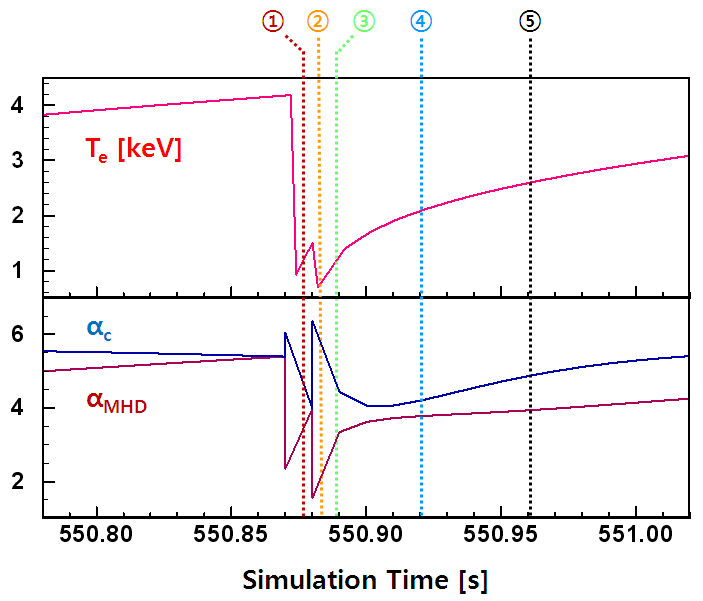 ① ② ③ ④ ⑤
4
Te [keV]
3
2
1
6
αc
αMHD
4
2
550.80 550.85 550.90 550.95 551.00
Simulation Time [s]